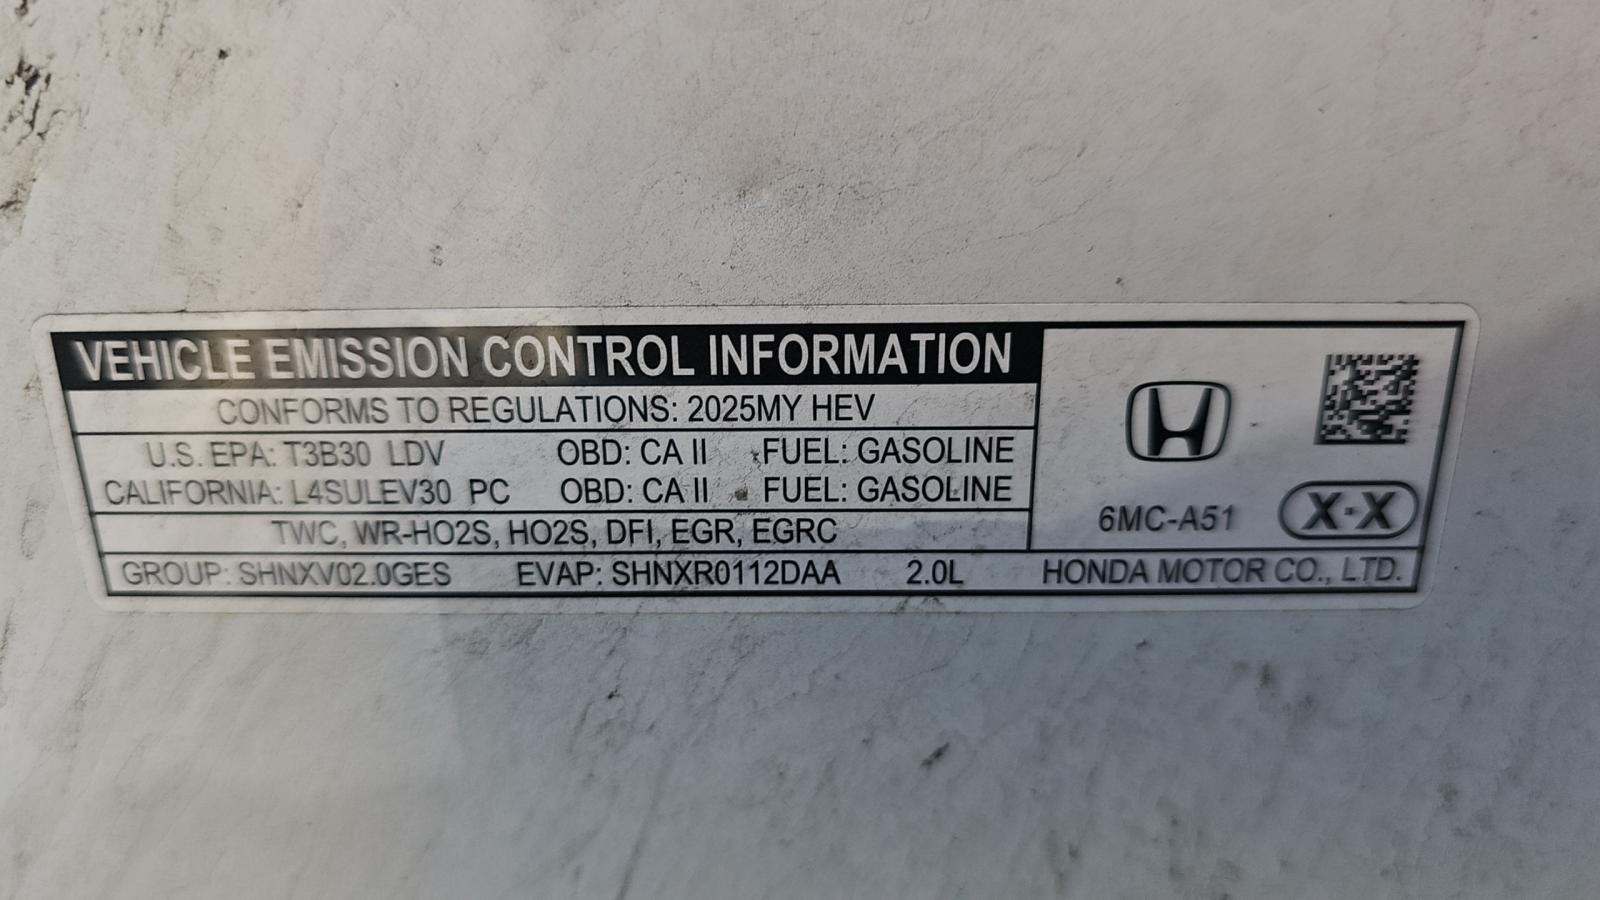 VEHICLE EMISSION CONTROL INFORMATION
CONFORMS TO REGULATIONS: 2025MY HEV
U.S. EPA: T3B30 LDV OBD: CA II FUEL: GASOLINE
CALIFORNIA: L4SULEV30 PC OBD: CA II FUEL: GASOLINE
TWC, WR-HO2S, HO2S, DFI, EGR, EGRC
6MC-A51 X-X
GROUP: SHNXV02.0GES EVAP: SHNXR0112DAA 2.0L HONDA MOTOR CO., LTD.